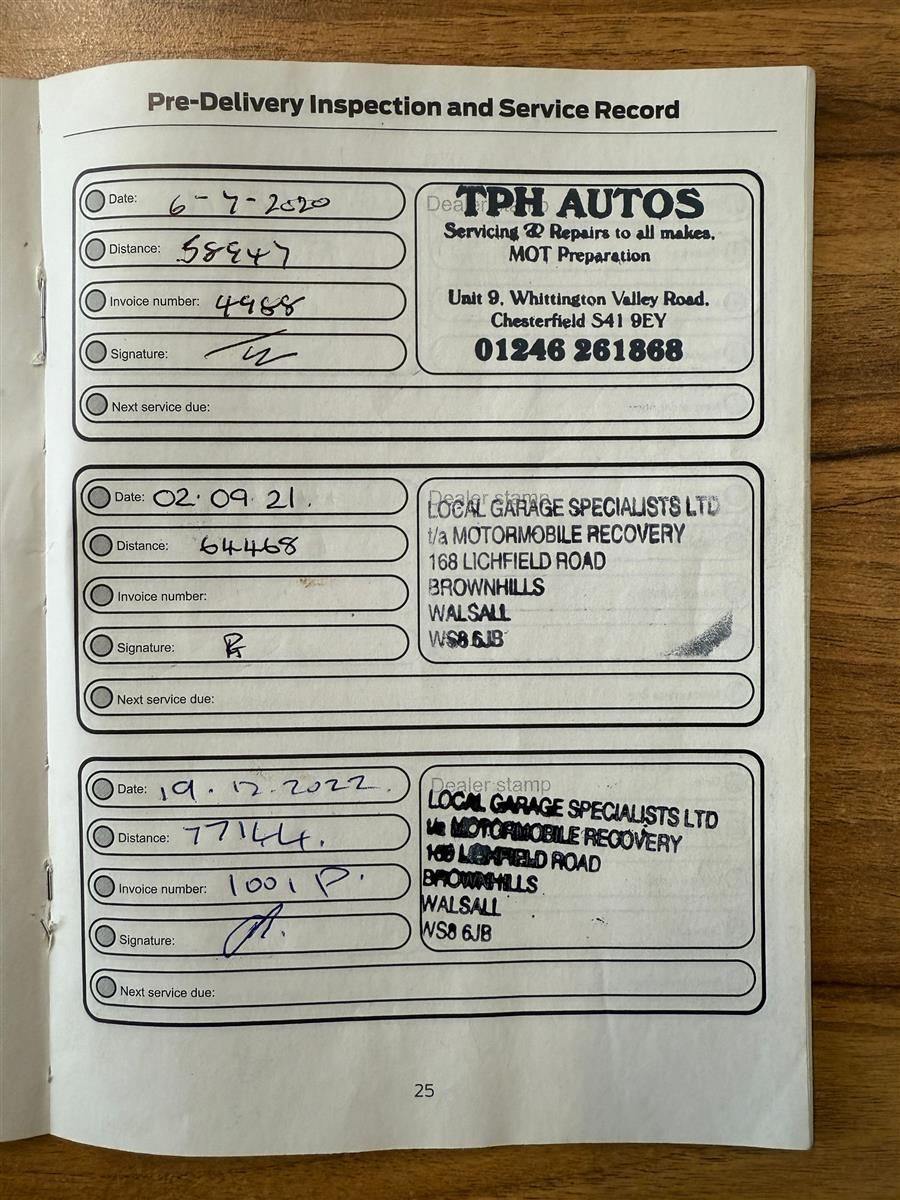 Pre-Delivery Inspection and Service Record
Date: 6-7-2020
Distance: 58947
Invoice number: 4988
Signature:
Next service due:
Dealer stamp
TPH AUTOS
Servicing & Repairs to all makes.
MOT Preparation
Unit 9, Whittington Valley Road.
Chesterfield S41 9EY
01246 261868
Date: 02.09.21.
Distance: 64468
Invoice number:
Signature:
Next service due:
Dealer stamp
LOCAL GARAGE SPECIALISTS LTD
t/a MOTORMOBILE RECOVERY
168 LICHFIELD ROAD
BROWNHILLS
WALSALL
WS8 6JB
Date: 19.12.2022.
Distance: 77144.
Invoice number: 1001 P.
Signature:
Next service due:
Dealer stamp
LOCAL GARAGE SPECIALISTS LTD
t/a MOTORMOBILE RECOVERY
168 LICHFIELD ROAD
BROWNHILLS
WALSALL
WS8 6JB
25